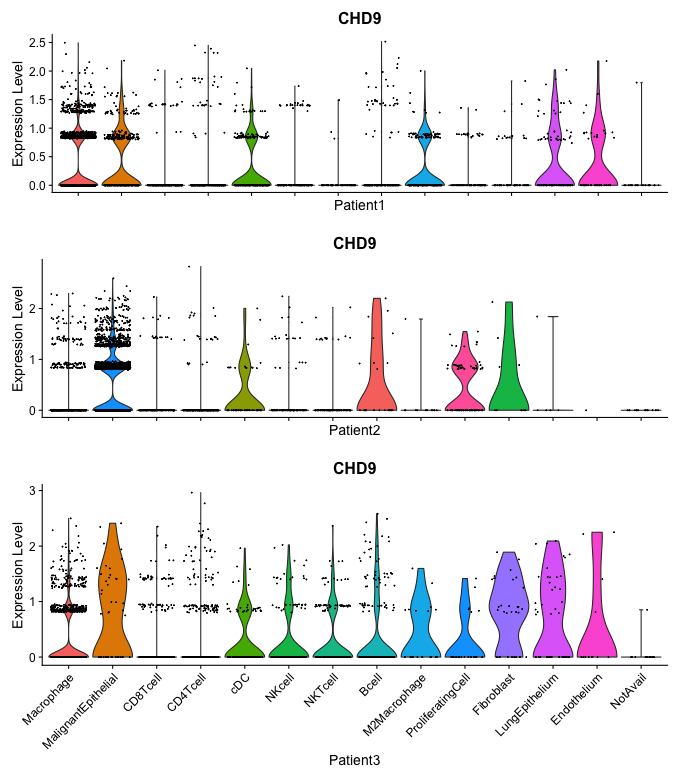 CHD9
Expression Level
2.5
2.0
1.5
1.0
0.5
0.0
Patient1
CHD9
Expression Level
2
1
0
Patient2
CHD9
Expression Level
3
2
1
0
Macrophage
MalignantEpithelial
CD8Tcell
CD4Tcell
cDC
NKcell
NKTcell
Bcell
M2Macrophage
ProliferatingCell
Fibroblast
LungEpithelium
Endothelium
NotAvail
Patient3